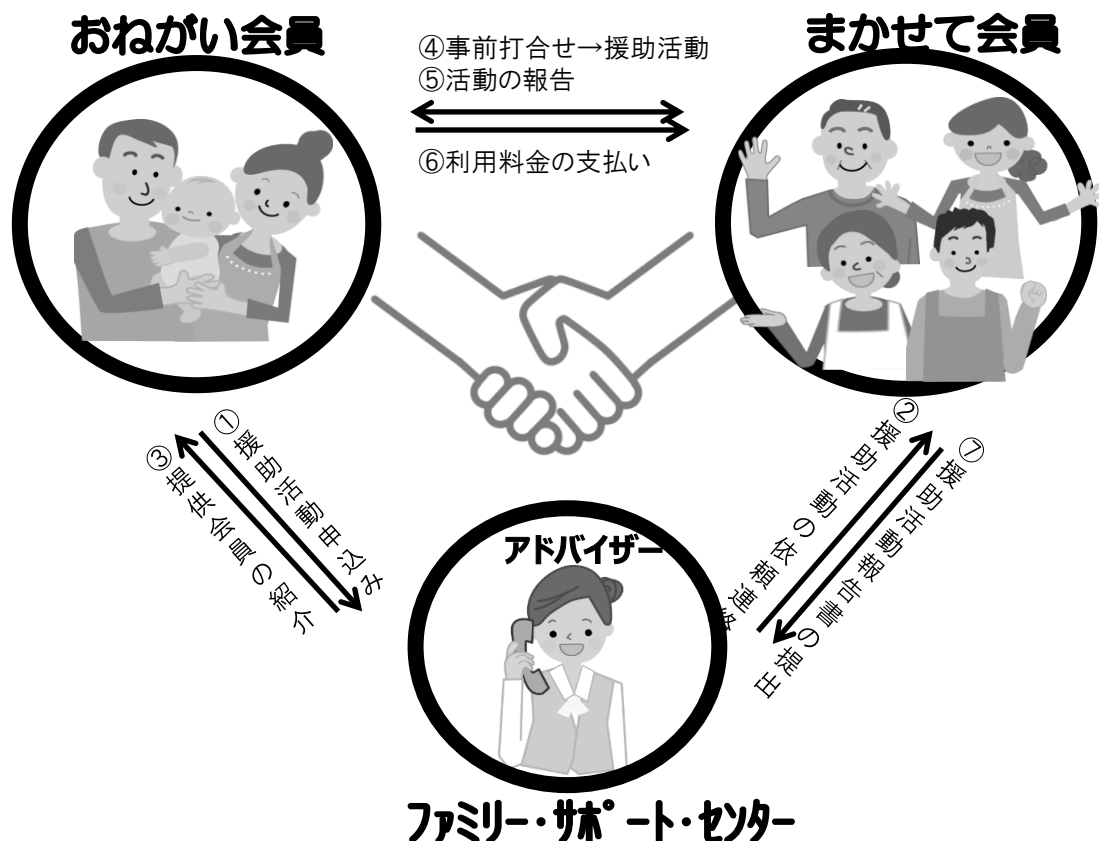 おねがい会員
まかせて会員
④事前打合せ→援助活動
⑤活動の報告
⑥利用料金の支払い
①援助活動申込み
③提供会員の紹介
②援助活動の依頼連絡
⑦援助活動報告書の提出
アドバイザー
ファミリー・サポート・センター